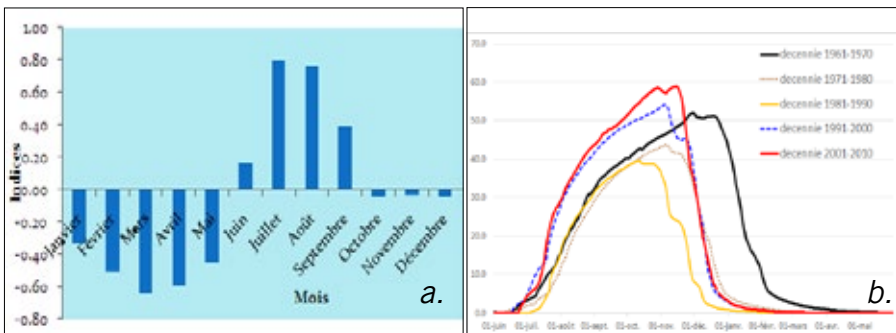 1.00
0.80
0.60
0.40
0.20
0.00
-0.20
-0.40
-0.60
-0.80
Indices
Janvier
Février
Mars
Avril
Mai
Juin
Juillet
Août
Septembre
Octobre
Novembre
Décembre
Mois
a.
b.
70.0
60.0
50.0
40.0
30.0
20.0
10.0
0.0
decennie 1961-1970
decennie 1971-1980
decennie 1981-1990
decennie 1991-2000
decennie 2001-2010
01-juin 01-juil. 01-août 01-sept. 01-oct. 01-nov. 01-déc. 01-janv. 01-févr. 01-mars 01-avr. 01-mai